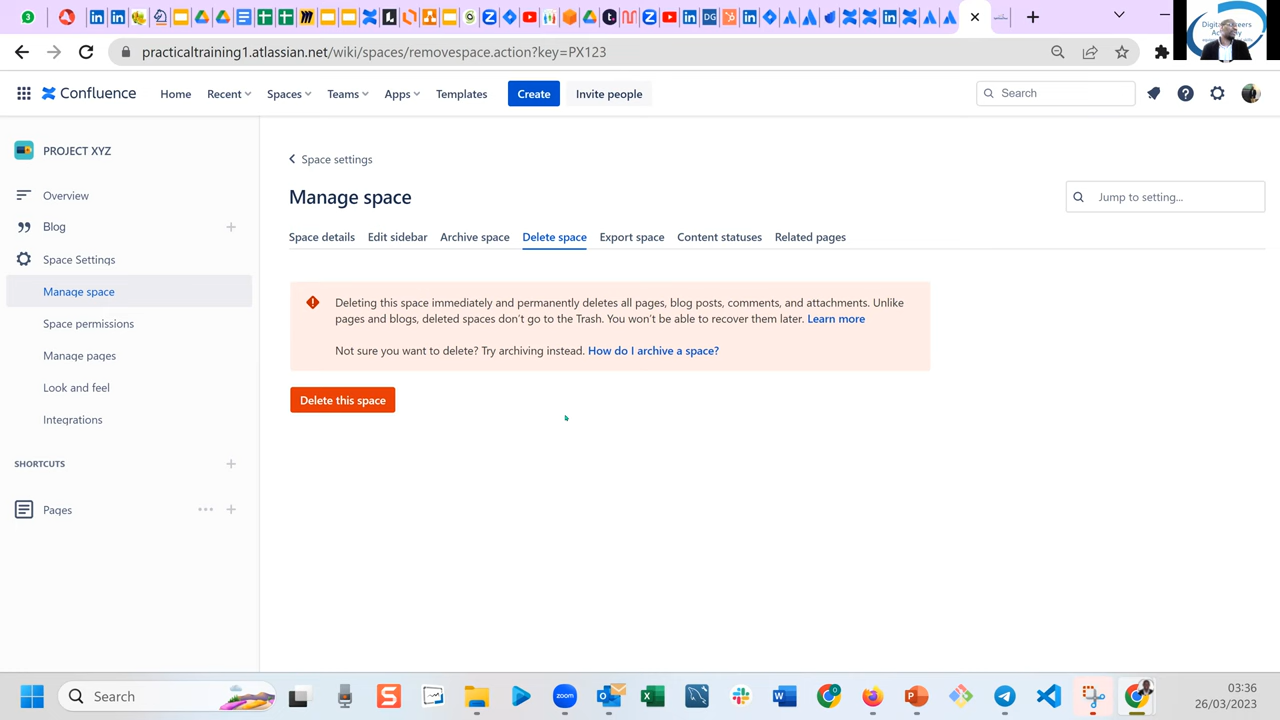 practicaltraining1.atlassian.net/wiki/spaces/removespace.action?key=PX123
Confluence
Home
Recent
Spaces
Teams
Apps
Templates
Create
Invite people
Search
PROJECT XYZ
Overview
Blog
Space Settings
Manage space
Space permissions
Manage pages
Look and feel
Integrations
SHORTCUTS
Pages
Space settings
Manage space
Jump to setting...
Space details
Edit sidebar
Archive space
Delete space
Export space
Content statuses
Related pages
Deleting this space immediately and permanently deletes all pages, blog posts, comments, and attachments. Unlike
pages and blogs, deleted spaces don't go to the Trash. You won't be able to recover them later. Learn more
Not sure you want to delete? Try archiving instead. How do I archive a space?
Delete this space
Search
zoom
03:36
26/03/2023